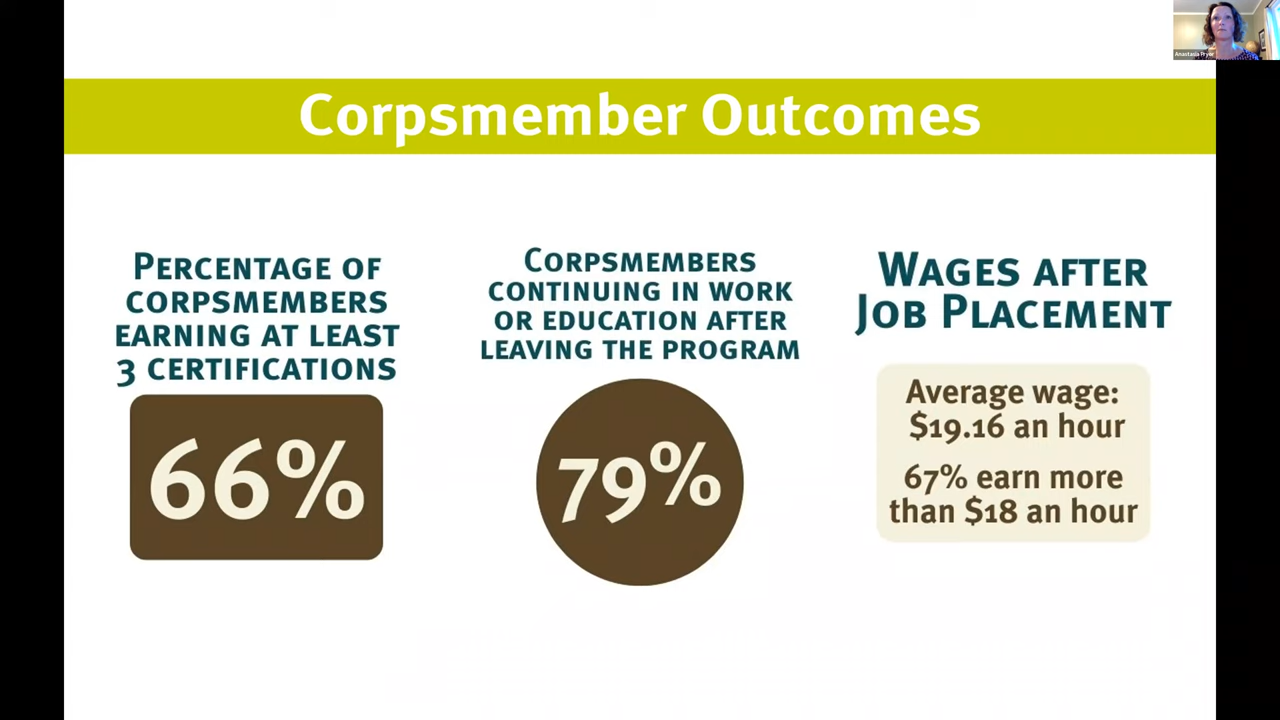 Anastasia Pryor
Corpsmember Outcomes
Percentage of
corpsmembers
earning at least
3 certifications
66%
Corpsmembers
continuing in work
or education after
leaving the program
79%
Wages after
Job Placement
Average wage:
$19.16 an hour
67% earn more
than $18 an hour